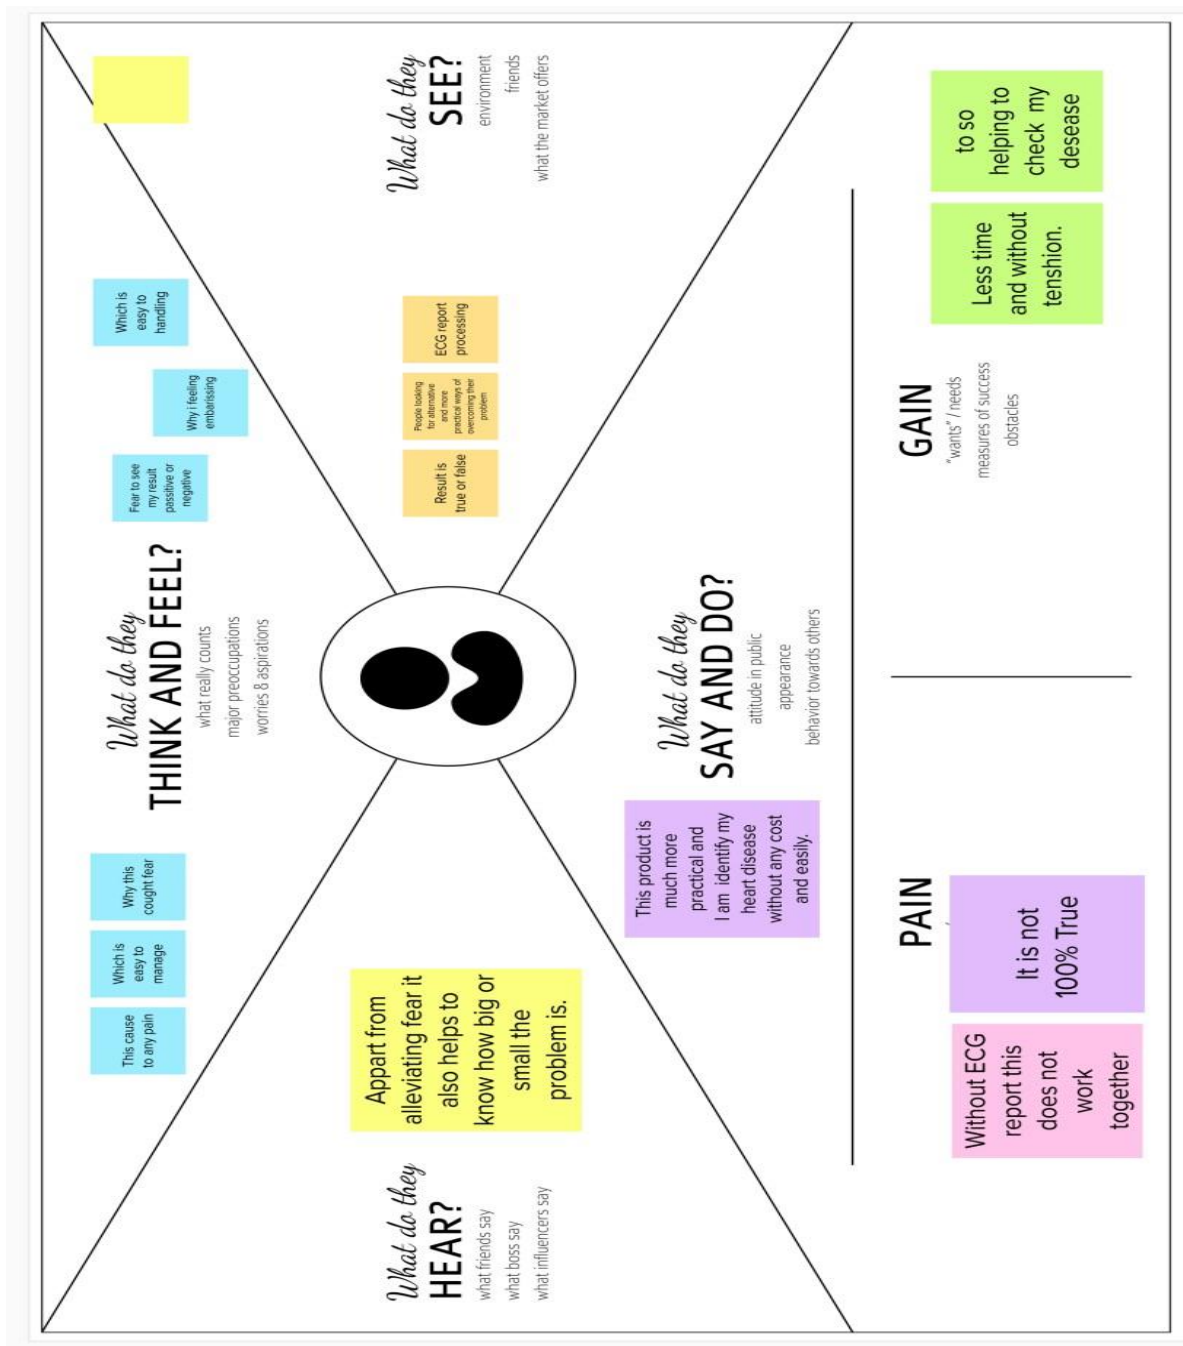 This cause
to any pain
Which is
easy to
manage
Why this
cought fear
What do they
THINK AND FEEL?
what really counts
major preoccupations
worries & aspirations
Fear to see
my result
passitive or
negative
Why i feeling
embarissing
Which is
easy to
handling
What do they
HEAR?
what friends say
what boss say
what influencers say
Appart from
alleviating fear it
also helps to
know how big or
small the
problem is.
Result is
true or false
People looking
for alternative
and more
practical ways of
overcoming their
problem
ECG report
processing
What do they
SEE?
environment
friends
what the market offers
This product is
much more
practical and
I am identify my
heart disease
without any cost
and easily.
What do they
SAY AND DO?
attitude in public
appearance
behavior towards others
PAIN
Without ECG
report this
does not
work
together
It is not
100% True
GAIN
"wants" / needs
measures of success
obstacles
Less time
and without
tenshion.
to so
helping to
check my
desease